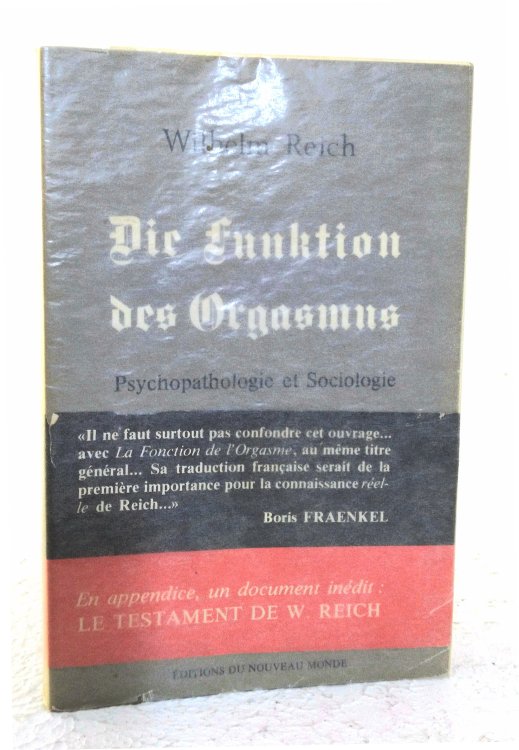 Wilhelm Reich
Die Funktion
des Orgasmus
Psychopathologie et Sociologie
«Il ne faut surtout pas confondre cet ouvrage...
avec La Fonction de l'Orgasme, au même titre
général... Sa traduction française serait de la
première importance pour la connaissance réel-
le de Reich...»
Boris FRAENKEL
En appendice, un document inédit :
LE TESTAMENT DE W. REICH
ÉDITIONS DU NOUVEAU MONDE